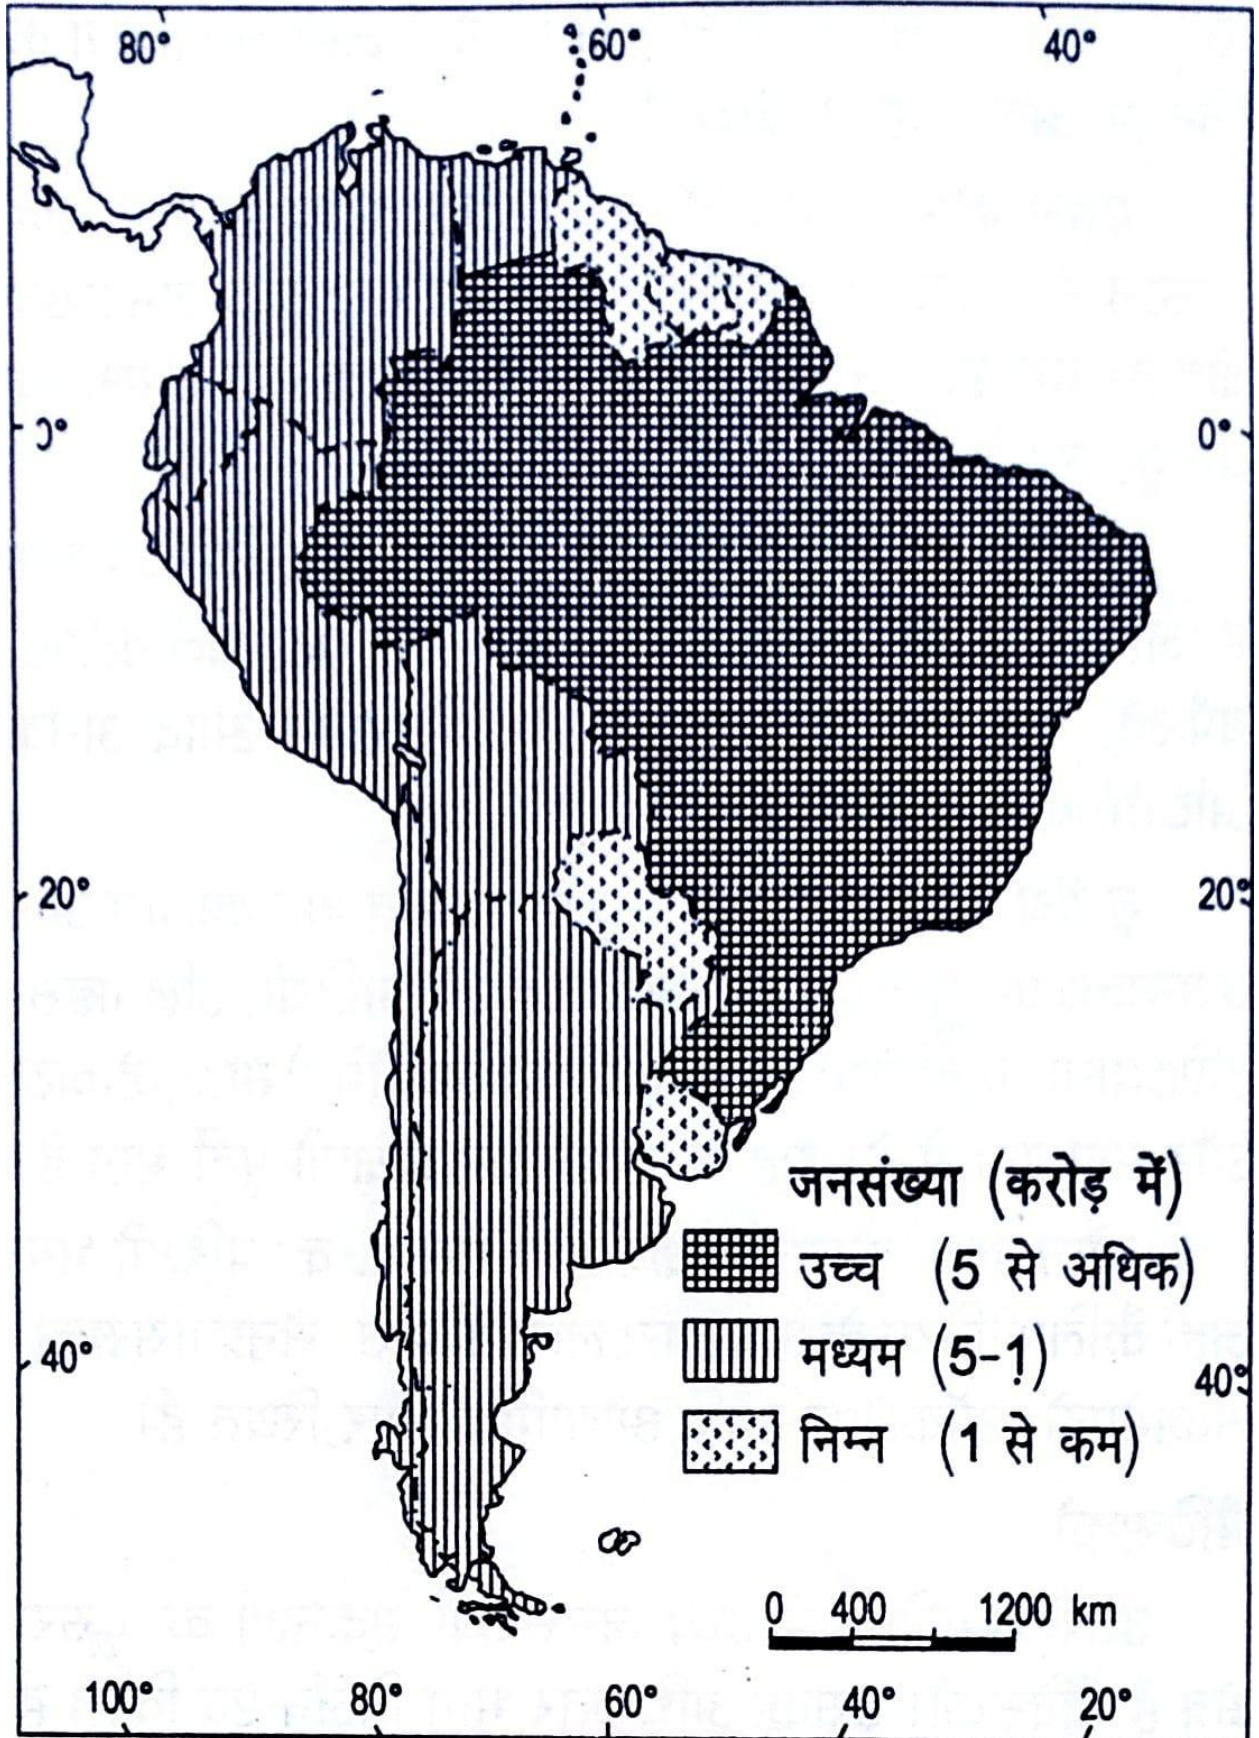 80° 60° 40°
0° 0°
20° 20°
जनसंख्या (करोड़ में)
उच्च (5 से अधिक)
मध्यम (5-1)
40° 40°
निम्न (1 से कम)
0 400 1200 km
100° 80° 60° 40° 20°